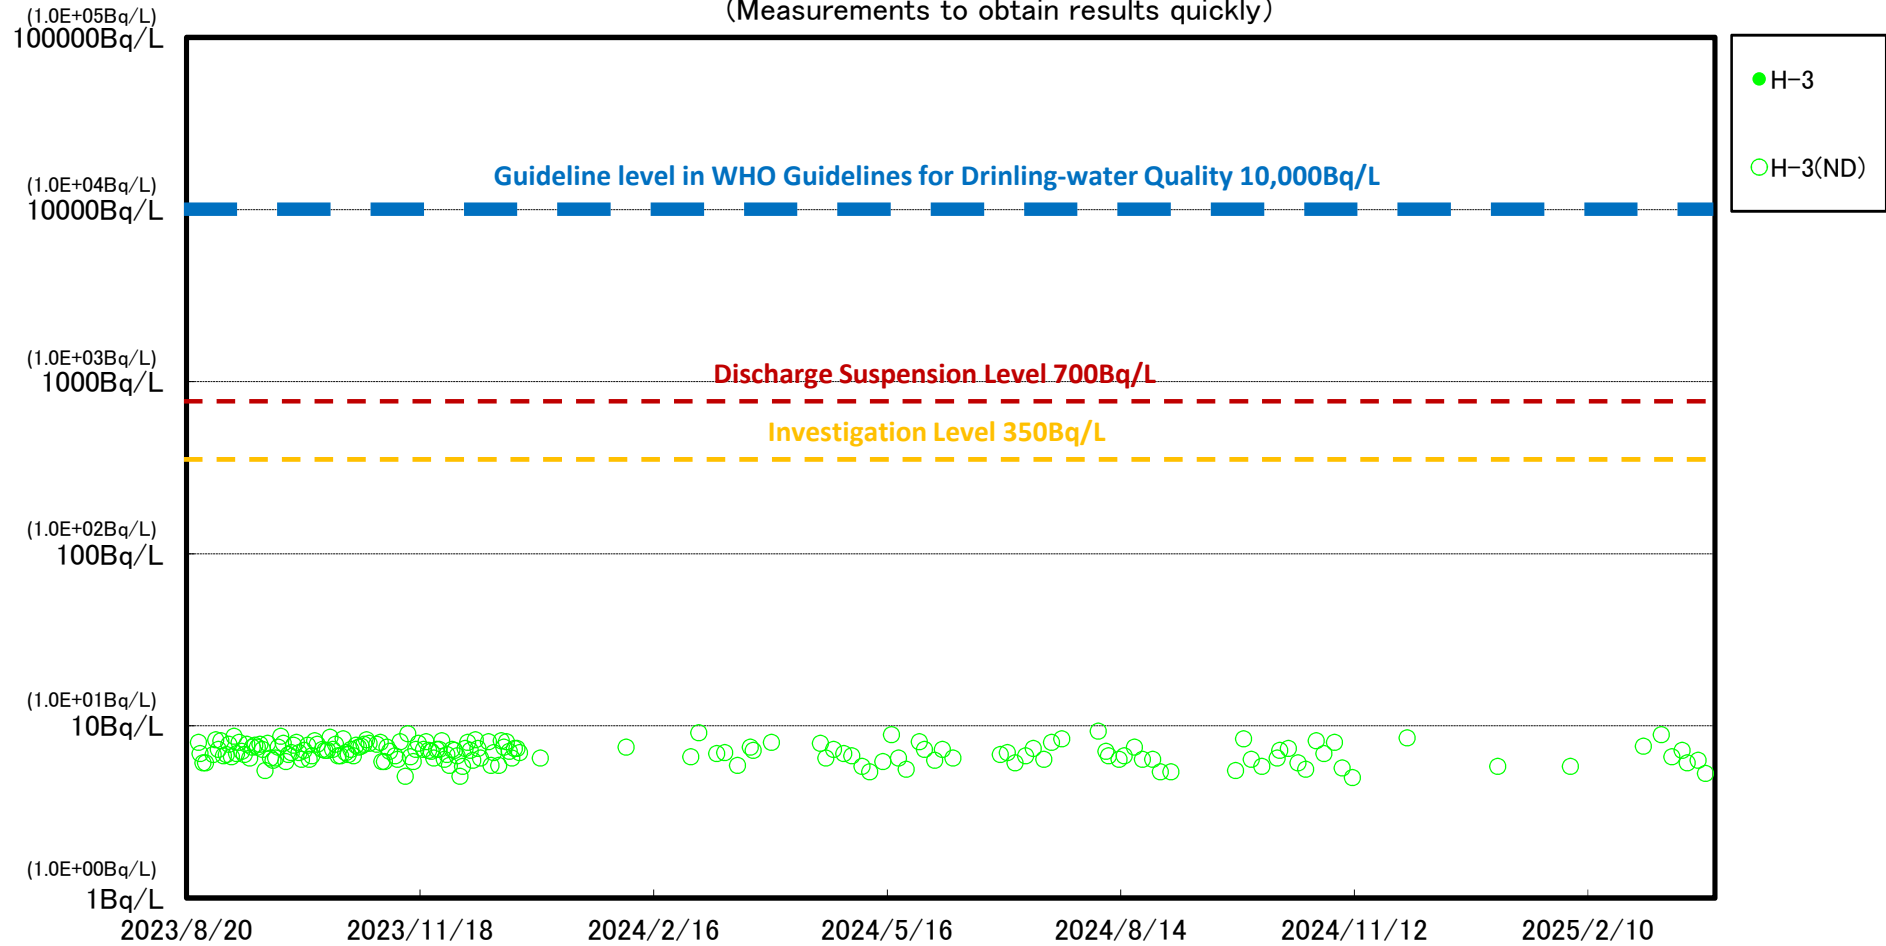 (Measurements to obtain results quickly)
(1.0E+05Bq/L)
100000Bq/L
H-3
H-3(ND)
Guideline level in WHO Guidelines for Drinling-water Quality 10,000Bq/L
(1.0E+04Bq/L)
10000Bq/L
(1.0E+03Bq/L)
1000Bq/L
Discharge Suspension Level 700Bq/L
Investigation Level 350Bq/L
(1.0E+02Bq/L)
100Bq/L
(1.0E+01Bq/L)
10Bq/L
(1.0E+00Bq/L)
1Bq/L
2023/8/20 2023/11/18 2024/2/16 2024/5/16 2024/8/14 2024/11/12 2025/2/10